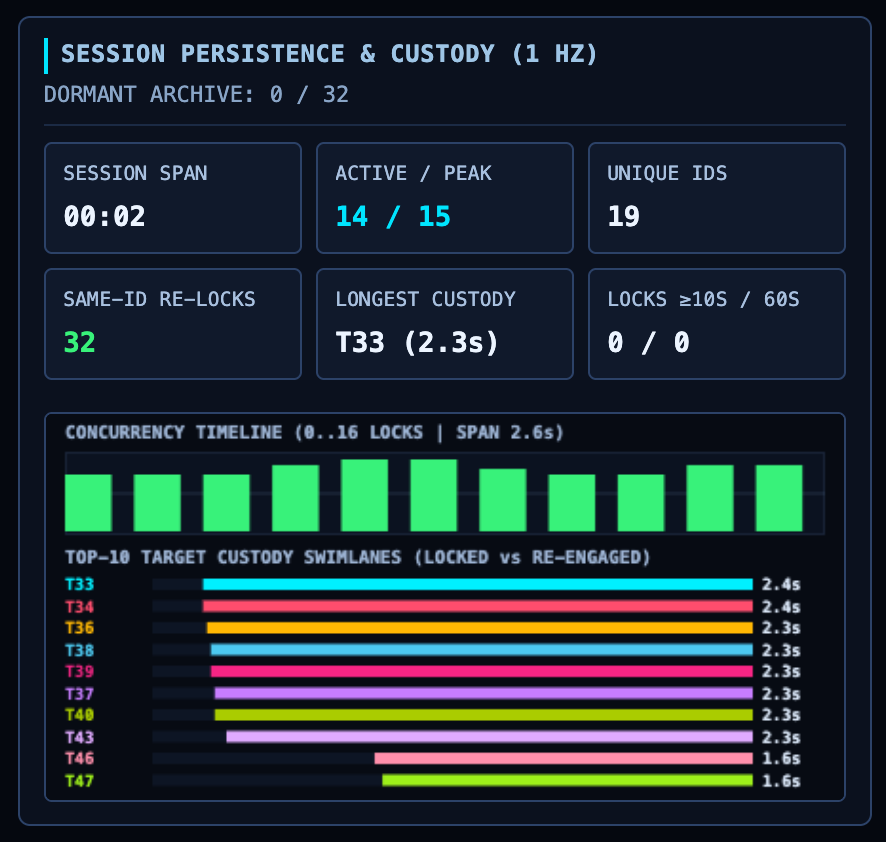 SESSION PERSISTENCE & CUSTODY (1 HZ)
DORMANT ARCHIVE: 0 / 32
SESSION SPAN
00:02
ACTIVE / PEAK
14 / 15
UNIQUE IDS
19
SAME-ID RE-LOCKS
32
LONGEST CUSTODY
T33 (2.3s)
LOCKS ≥10S / 60S
0 / 0
CONCURRENCY TIMELINE (0..16 LOCKS | SPAN 2.6s)
TOP-10 TARGET CUSTODY SWIMLANES (LOCKED vs RE-ENGAGED)
T33 2.4s
T34 2.4s
T36 2.3s
T38 2.3s
T39 2.3s
T37 2.3s
T40 2.3s
T43 2.3s
T46 1.6s
T47 1.6s